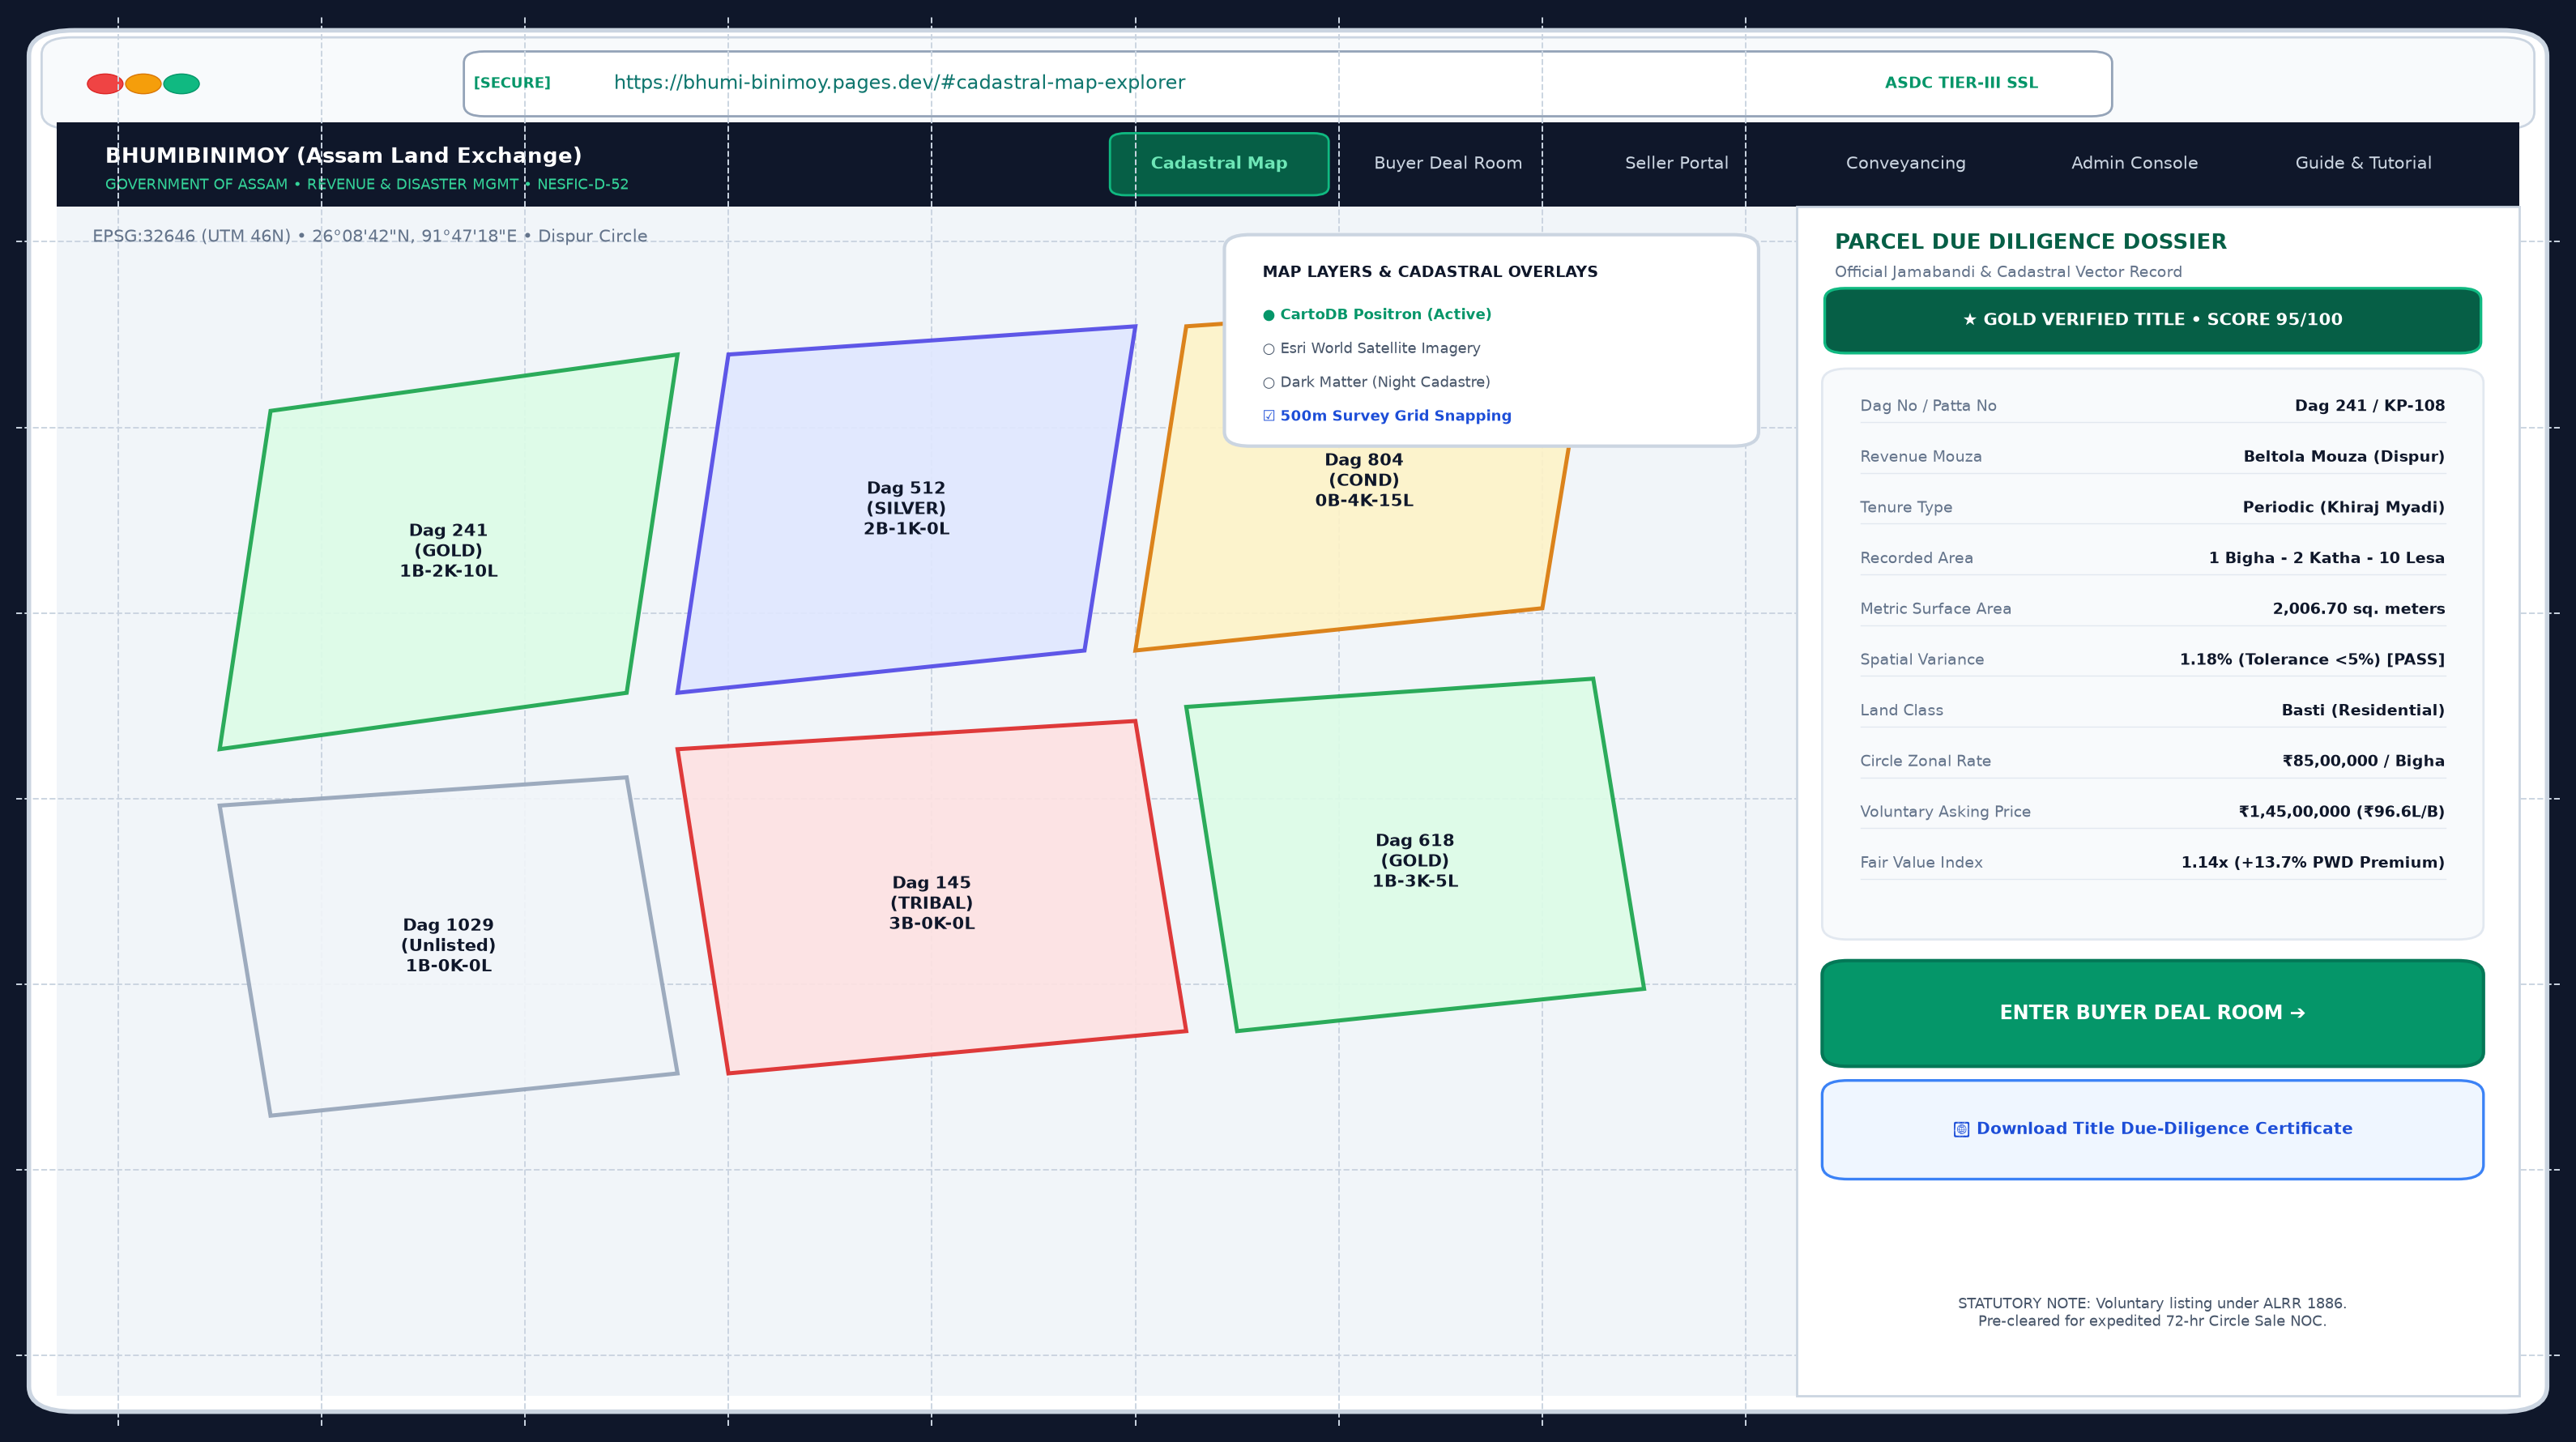 [SECURE] https://bhumi-binimoy.pages.dev/#cadastral-map-explorer ASDC TIER-III SSL
BHUMIBINIMOY (Assam Land Exchange)
GOVERNMENT OF ASSAM • REVENUE & DISASTER MGMT • NESFIC-D-52
Cadastral Map Buyer Deal Room Seller Portal Conveyancing Admin Console Guide & Tutorial
EPSG:32646 (UTM 46N) • 26°08'42"N, 91°47'18"E • Dispur Circle
MAP LAYERS & CADASTRAL OVERLAYS
● CartoDB Positron (Active)
○ Esri World Satellite Imagery
○ Dark Matter (Night Cadastre)
☑ 500m Survey Grid Snapping
Dag 241
(GOLD)
1B-2K-10L
Dag 512
(SILVER)
2B-1K-0L
Dag 804
(COND)
0B-4K-15L
Dag 1029
(Unlisted)
1B-0K-0L
Dag 145
(TRIBAL)
3B-0K-0L
Dag 618
(GOLD)
1B-3K-5L
PARCEL DUE DILIGENCE DOSSIER
Official Jamabandi & Cadastral Vector Record
★ GOLD VERIFIED TITLE • SCORE 95/100
Dag No / Patta No Dag 241 / KP-108
Revenue Mouza Beltola Mouza (Dispur)
Tenure Type Periodic (Khiraj Myadi)
Recorded Area 1 Bigha - 2 Katha - 10 Lesa
Metric Surface Area 2,006.70 sq. meters
Spatial Variance 1.18% (Tolerance <5%) [PASS]
Land Class Basti (Residential)
Circle Zonal Rate ₹85,00,000 / Bigha
Voluntary Asking Price ₹1,45,00,000 (₹96.6L/B)
Fair Value Index 1.14x (+13.7% PWD Premium)
ENTER BUYER DEAL ROOM ➔
Download Title Due-Diligence Certificate
STATUTORY NOTE: Voluntary listing under ALRR 1886.
Pre-cleared for expedited 72-hr Circle Sale NOC.